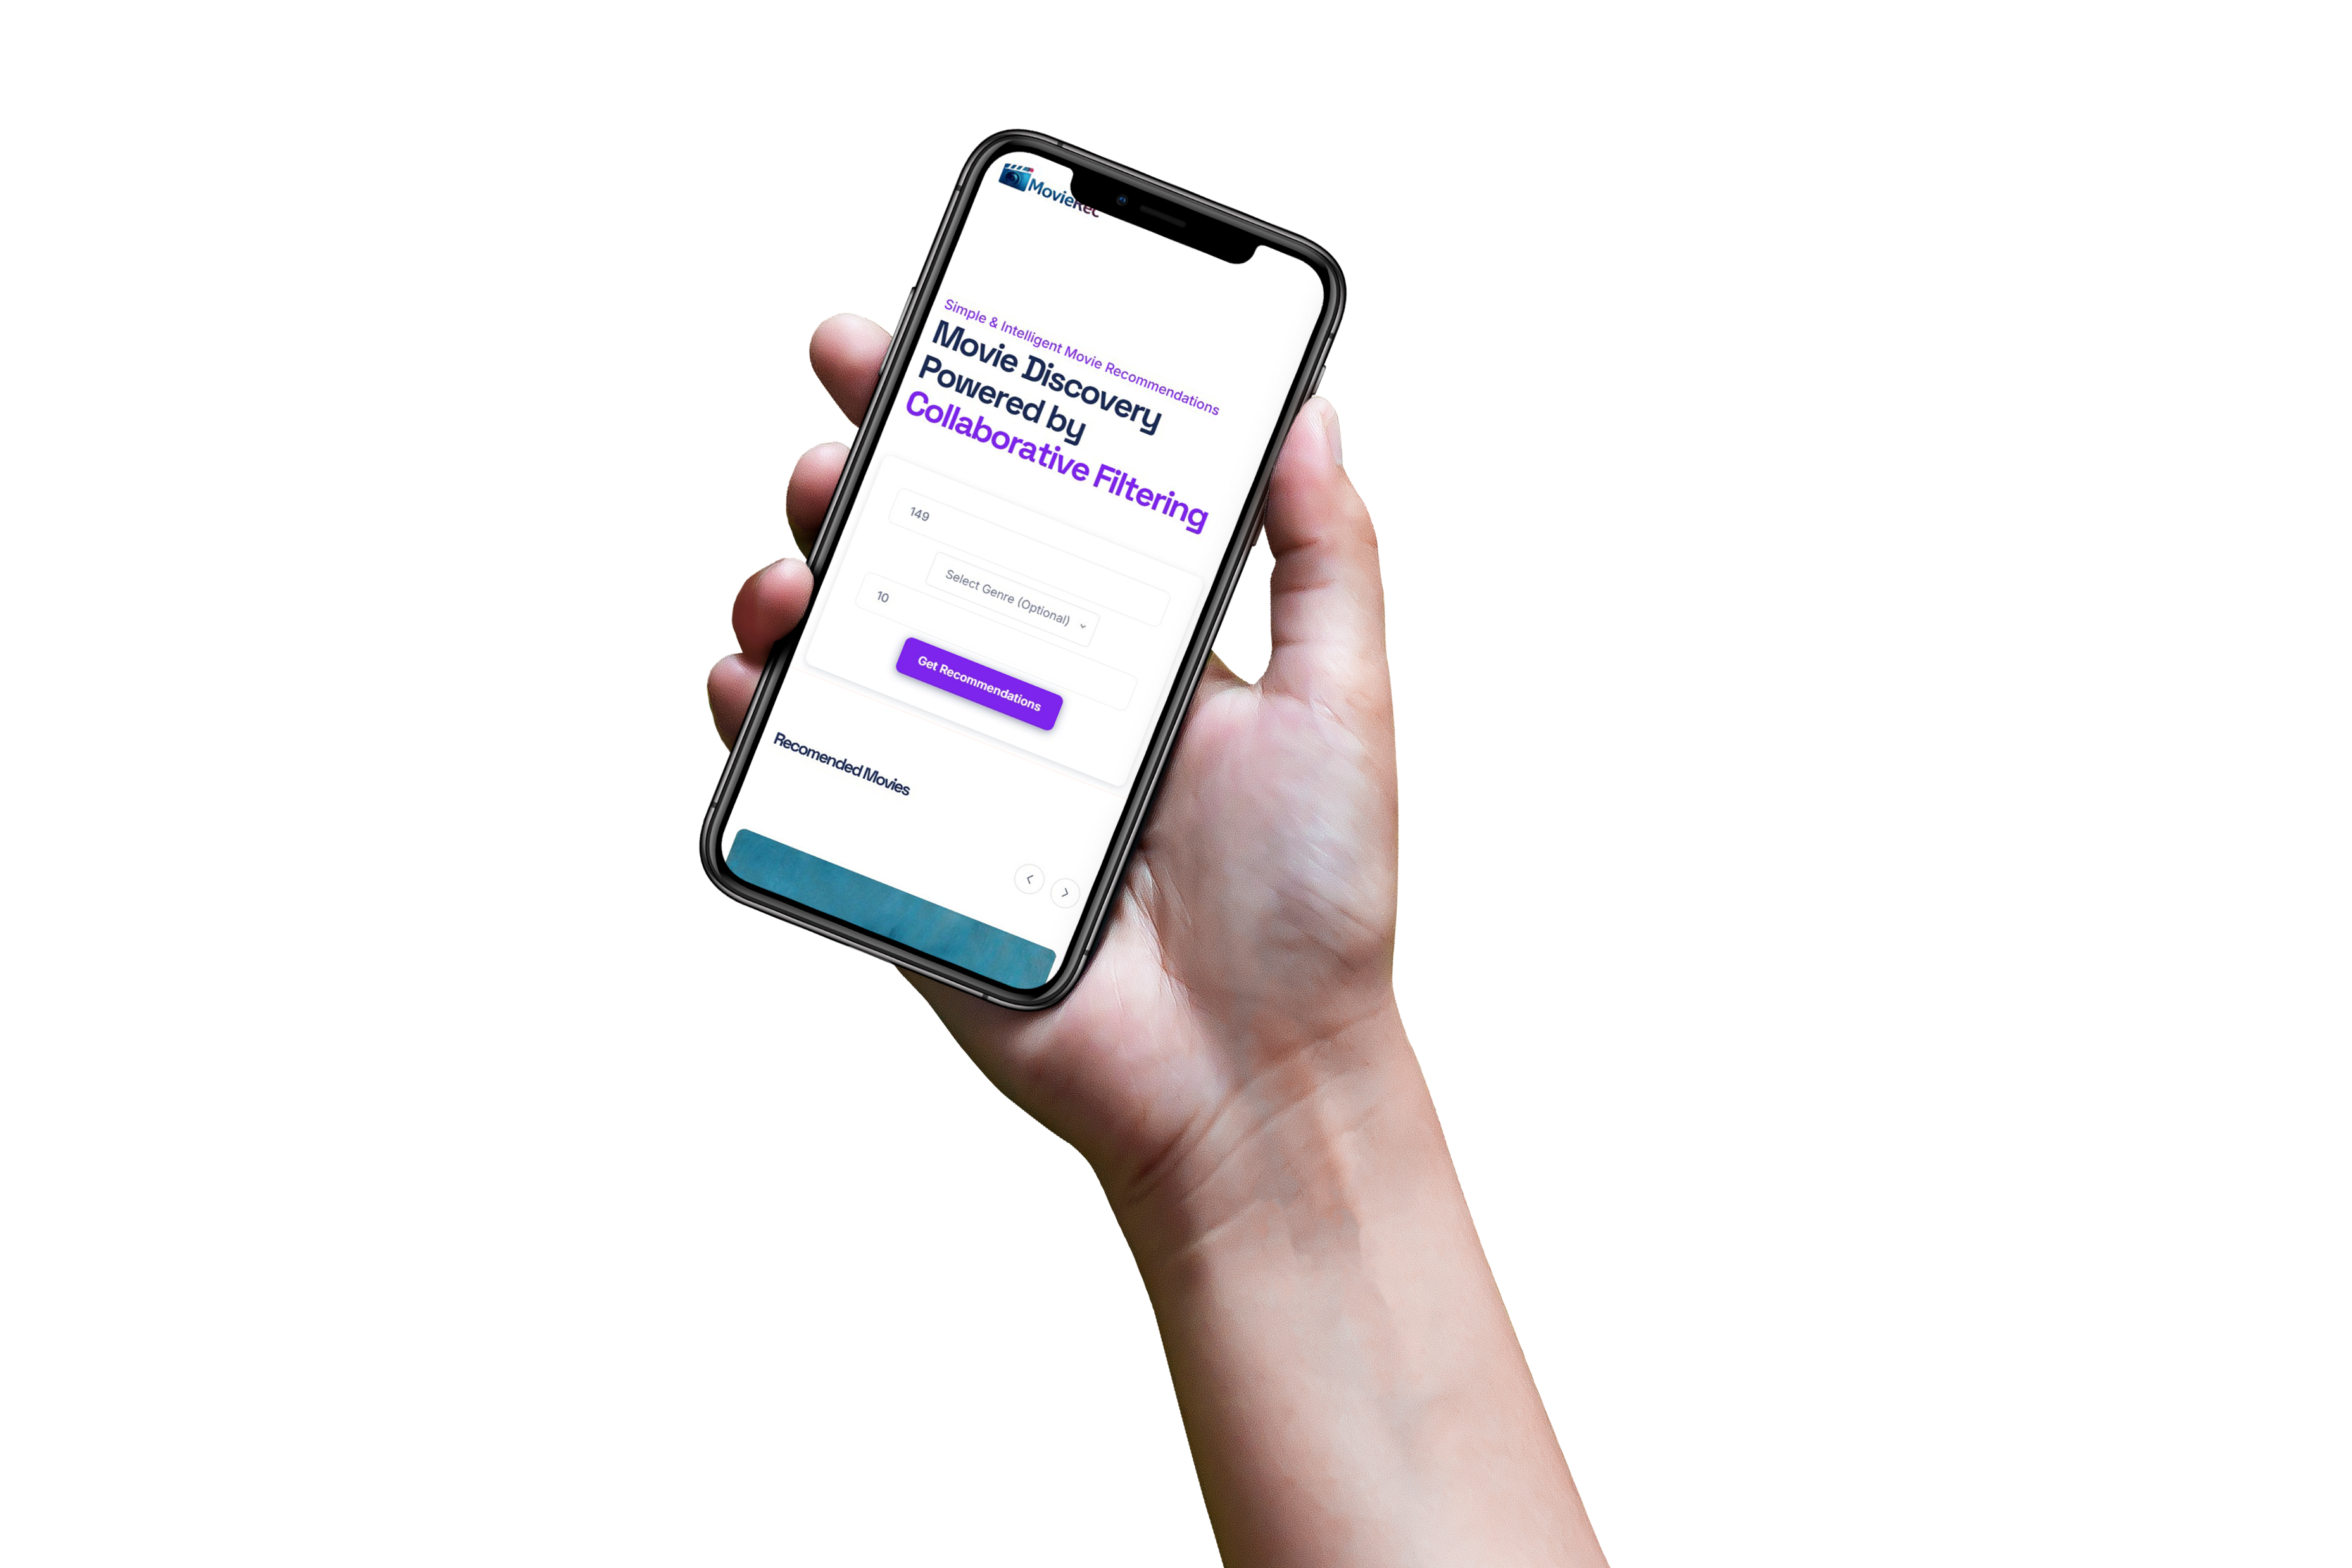 MovieRec
Simple & Intelligent Movie Recommendations
Movie Discovery
Powered by
Collaborative Filtering
149
Select Genre (Optional)
10
Get Recommendations
Recomended Movies